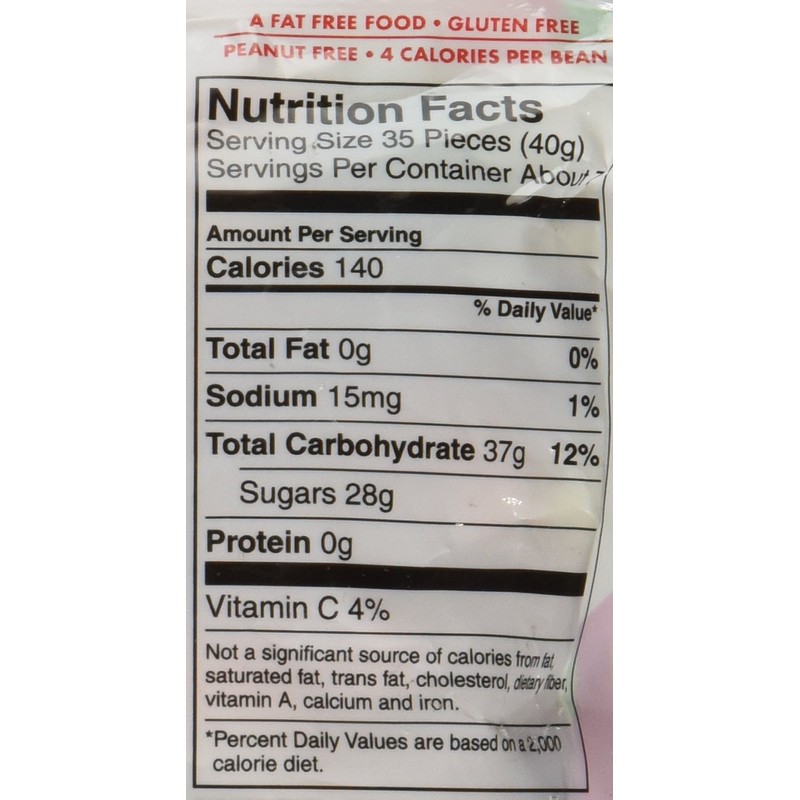 A FAT FREE FOOD • GLUTEN FREE
PEANUT FREE • 4 CALORIES PER BEAN
Nutrition Facts
Serving Size 35 Pieces (40g)
Servings Per Container About
Amount Per Serving
Calories 140
% Daily Value*
Total Fat 0g 0%
Sodium 15mg 1%
Total Carbohydrate 37g 12%
Sugars 28g
Protein 0g
Vitamin C 4%
Not a significant source of calories from fat,
saturated fat, trans fat, cholesterol, dietary fiber,
vitamin A, calcium and iron.
*Percent Daily Values are based on a 2,000
calorie diet.